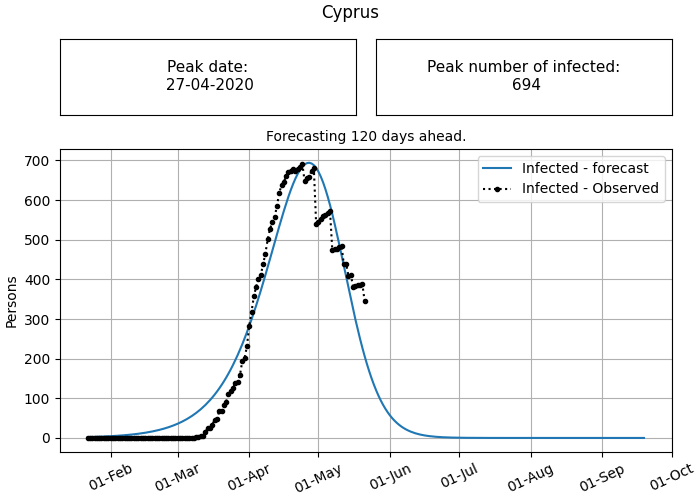 Cyprus
Peak date:
27-04-2020
Peak number of infected:
694
Forecasting 120 days ahead.
Infected - forecast
Infected - Observed
Persons
700
600
500
400
300
200
100
0
01-Feb
01-Mar
01-Apr
01-May
01-Jun
01-Jul
01-Aug
01-Sep
01-Oct